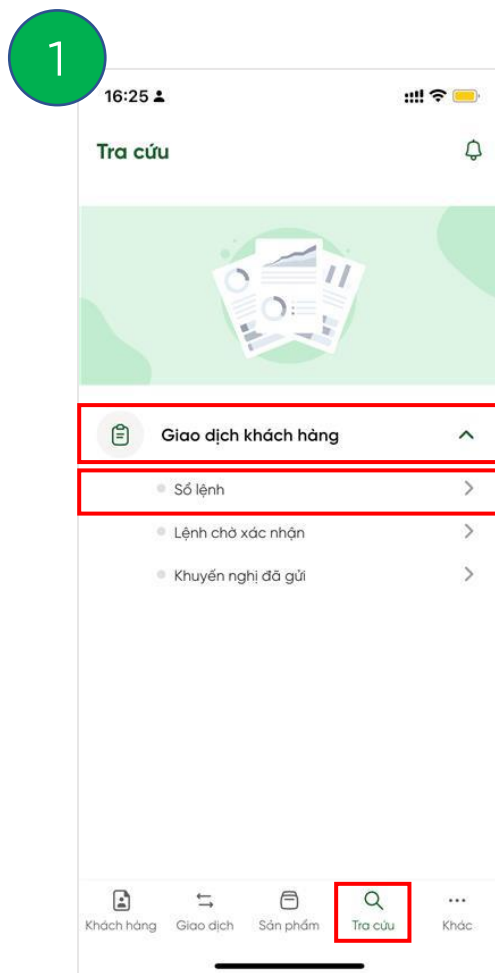 1
16:25
Tra cứu
Giao dịch khách hàng
Sổ lệnh
Lệnh chờ xác nhận
Khuyến nghị đã gửi
Khách hàng Giao dịch Sản phẩm Tra cứu Khác